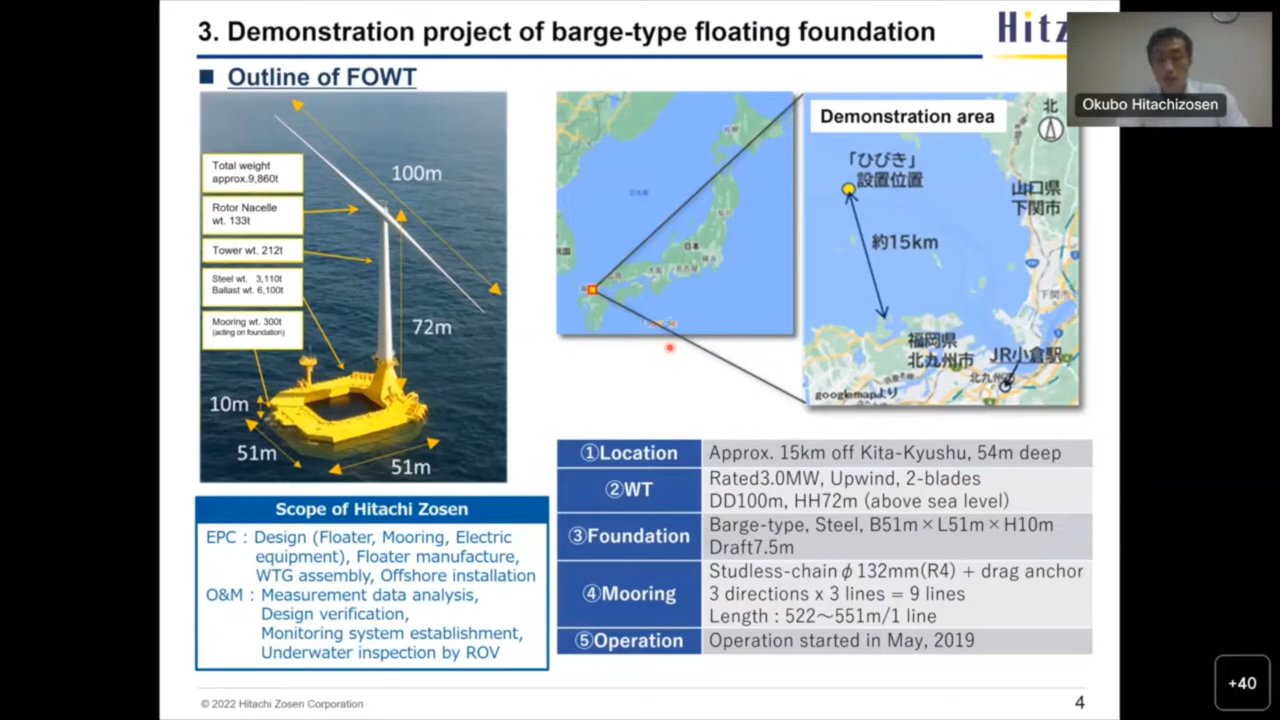 3. Demonstration project of barge-type floating foundation
Hitz
Okubo Hitachizosen
■ Outline of FOWT
Total weight
approx.9,860t
Rotor Nacelle
wt. 133t
Tower wt. 212t
Steel wt. 3,110t
Ballast wt. 6,100t
Mooring wt. 300t
(acting on foundation)
100m
72m
10m
51m
51m
日本
Demonstration area
北
「ひびき」
設置位置
山口県
下関市
約15km
下関市
福岡県
北九州市
JR小倉駅
北九州市
googlemapより
Scope of Hitachi Zosen
EPC : Design (Floater, Mooring, Electric
equipment), Floater manufacture,
WTG assembly, Offshore installation
O&M : Measurement data analysis,
Design verification,
Monitoring system establishment,
Underwater inspection by ROV
①Location Approx. 15km off Kita-Kyushu, 54m deep
②WT Rated3.0MW, Upwind, 2-blades
DD100m, HH72m (above sea level)
③Foundation Barge-type, Steel, B51m×L51m×H10m
Draft7.5m
④Mooring Studless-chain ϕ 132mm(R4) + drag anchor
3 directions x 3 lines = 9 lines
Length : 522～551m/1 line
⑤Operation Operation started in May, 2019
© 2022 Hitachi Zosen Corporation
4
+40